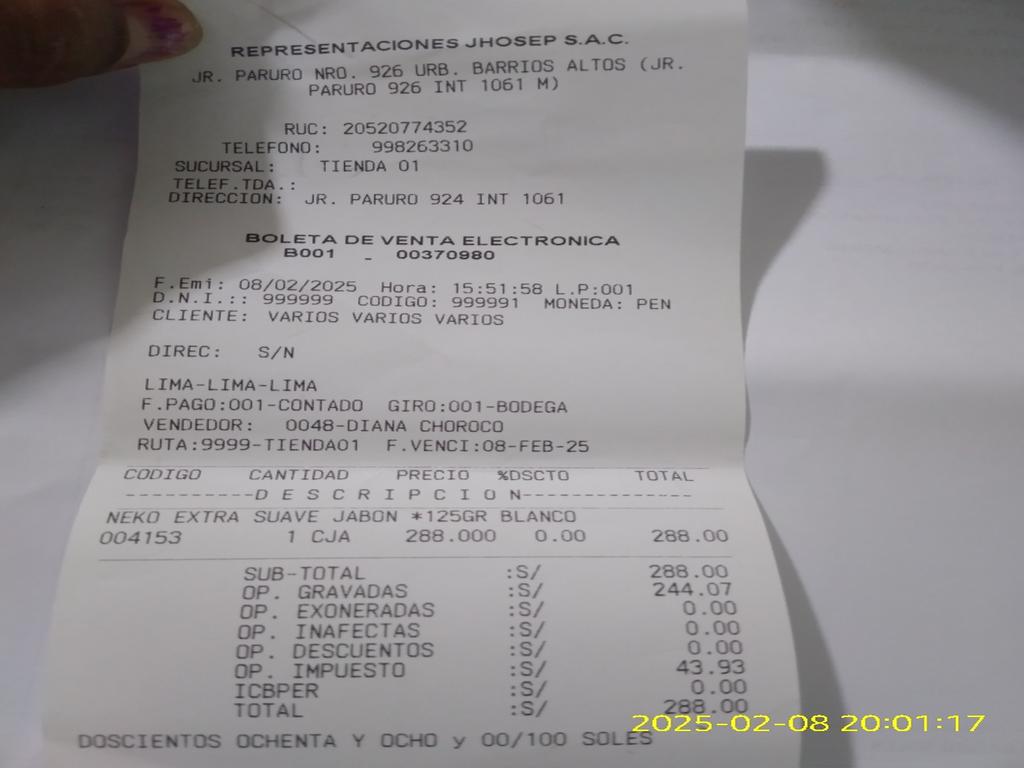 REPRESENTACIONES JHOSEP S.A.C.
JR. PARURO NRO. 926 URB. BARRIOS ALTOS (JR.
PARURO 926 INT 1061 M)
RUC: 20520774352
TELEFONO: 998263310
SUCURSAL: TIENDA 01
TELEF.TDA.:
DIRECCION: JR. PARURO 924 INT 1061
BOLETA DE VENTA ELECTRONICA
B001 - 00370980
F.Emi: 08/02/2025 Hora: 15:51:58 L.P:001
D.N.I.:: 999999 CODIGO: 999991 MONEDA: PEN
CLIENTE: VARIOS VARIOS VARIOS
DIREC: S/N
LIMA-LIMA-LIMA
F.PAGO:001-CONTADO GIRO:001-BODEGA
VENDEDOR: 0048-DIANA CHOROCO
RUTA:9999-TIENDA01 F.VENCI:08-FEB-25
CODIGO CANTIDAD PRECIO %DSCTO TOTAL
----------D E S C R I P C I O N-------------
NEKO EXTRA SUAVE JABON *125GR BLANCO
004153 1 CJA 288.000 0.00 288.00
SUB-TOTAL :S/ 288.00
OP. GRAVADAS :S/ 244.07
OP. EXONERADAS :S/ 0.00
OP. INAFECTAS :S/ 0.00
OP. DESCUENTOS :S/ 0.00
OP. IMPUESTO :S/ 43.93
ICBPER :S/ 0.00
TOTAL :S/ 288.00
2025-02-08 20:01:17
DOSCIENTOS OCHENTA Y OCHO y 00/100 SOLES